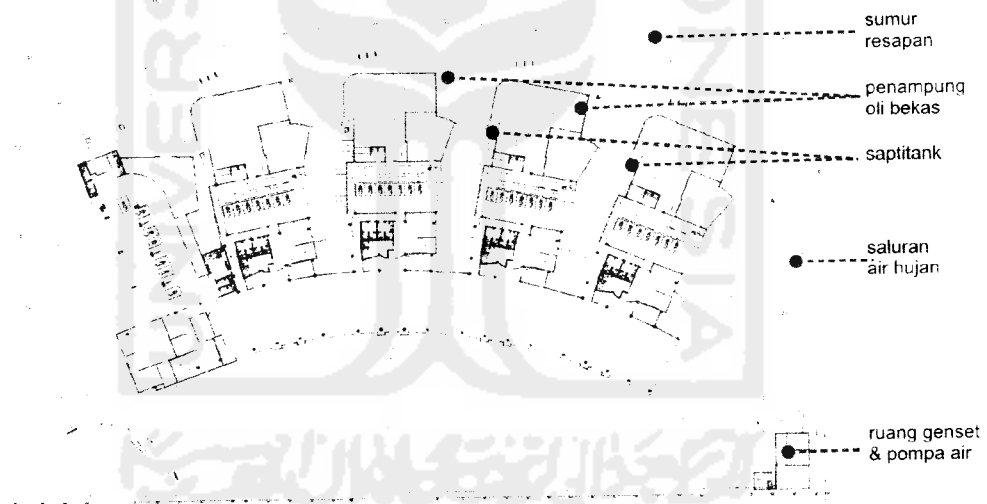 sumur
resapan
penampung
oli bekas
saptitank
saluran
air hujan
ruang genset
& pompa air